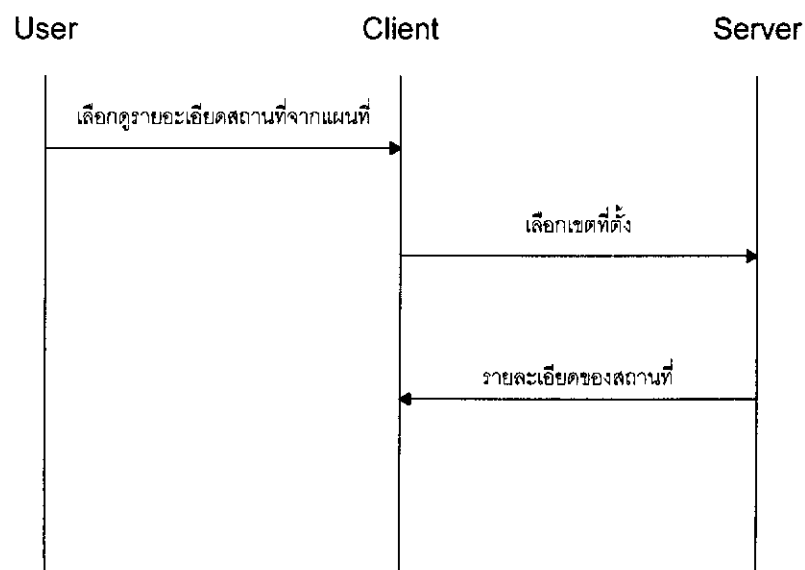 User Client Server
เลือกดูรายอะเอียดสถานที่จากแผนที่
เลือกเขตที่ตั้ง
รายละเอียดของสถานที่